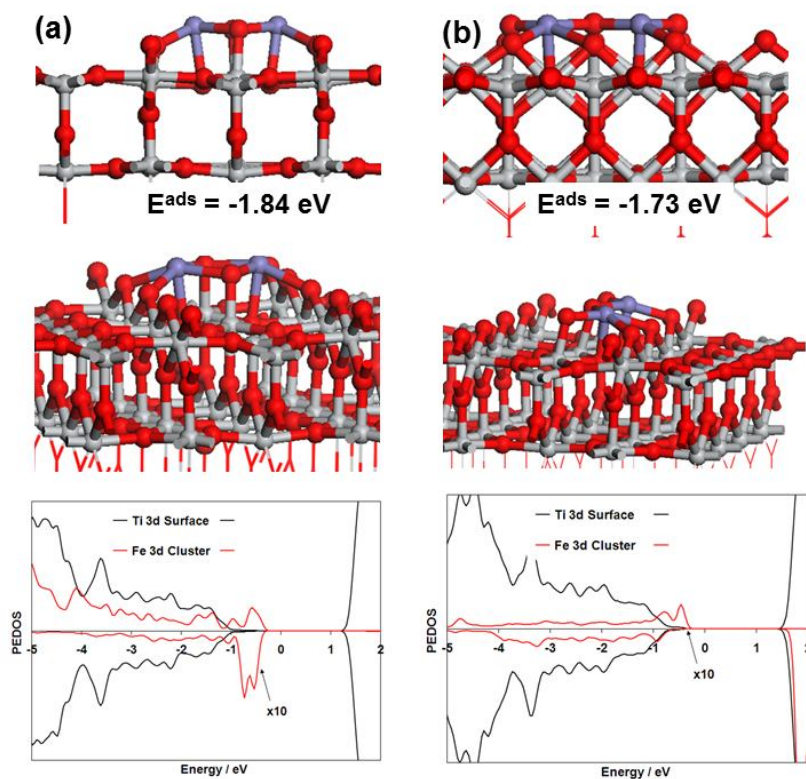 (a)
E^ads = -1.84 eV
(b)
E^ads = -1.73 eV
Ti 3d Surface
Fe 3d Cluster
PEDOS
-5 -4 -3 -2 -1 0 1 2
x10
Energy / eV
Ti 3d Surface
Fe 3d Cluster
PEDOS
-5 -4 -3 -2 -1 0 1 2
x10
Energy / eV